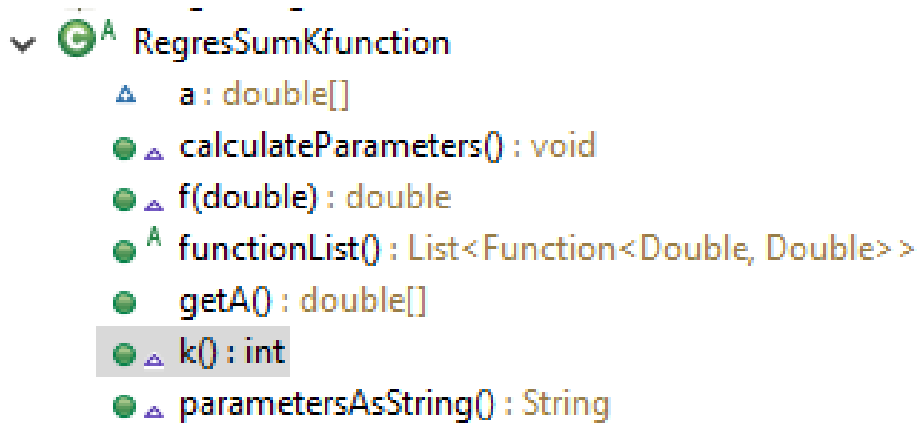 RegresSumKfunction
a : double[]
calculateParameters() : void
f(double) : double
functionList() : List<Function<Double, Double>>
getA() : double[]
k() : int
parametersAsString() : String